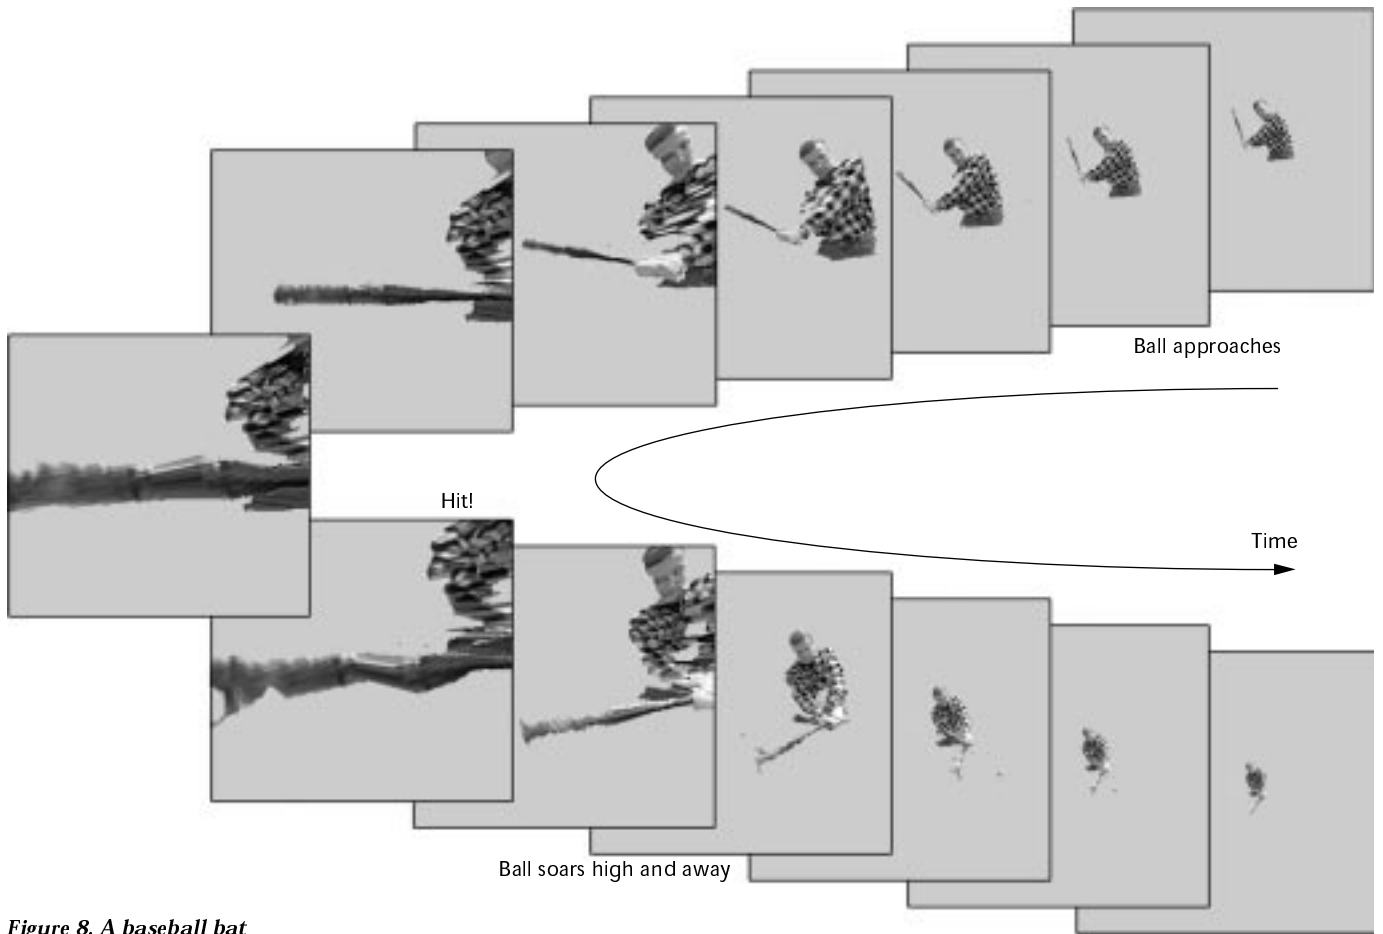 Ball approaches
Hit!
Time
Ball soars high and away
Figure 8. A baseball bat